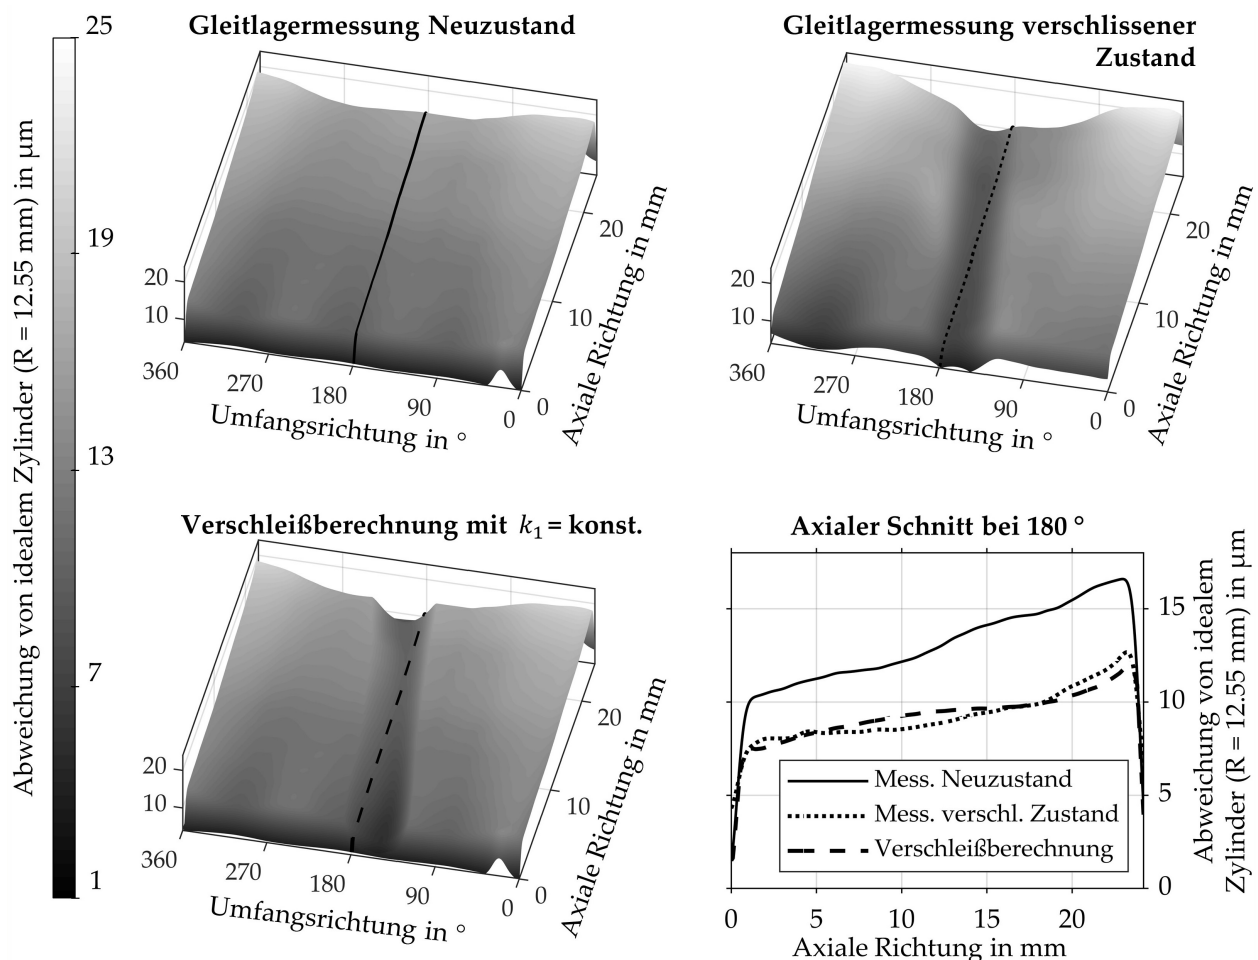 Gleitlagermessung Neuzustand
Gleitlagermessung verschlissener
Zustand
Abweichung von idealem Zylinder (R = 12.55 mm) in µm
25
19
13
7
1
20
10
360
270
180
90
0
Umfangsrichtung in °
0
10
20
Axiale Richtung in mm
20
10
360
270
180
90
0
Umfangsrichtung in °
0
10
20
Axiale Richtung in mm
Verschleißberechnung mit k₁ = konst.
20
10
360
270
180
90
0
Umfangsrichtung in °
0
10
20
Axiale Richtung in mm
Axialer Schnitt bei 180 °
15
10
5
0
Abweichung von idealem
Zylinder (R = 12.55 mm) in µm
Mess. Neuzustand
Mess. verschl. Zustand
Verschleißberechnung
0 5 10 15 20
Axiale Richtung in mm